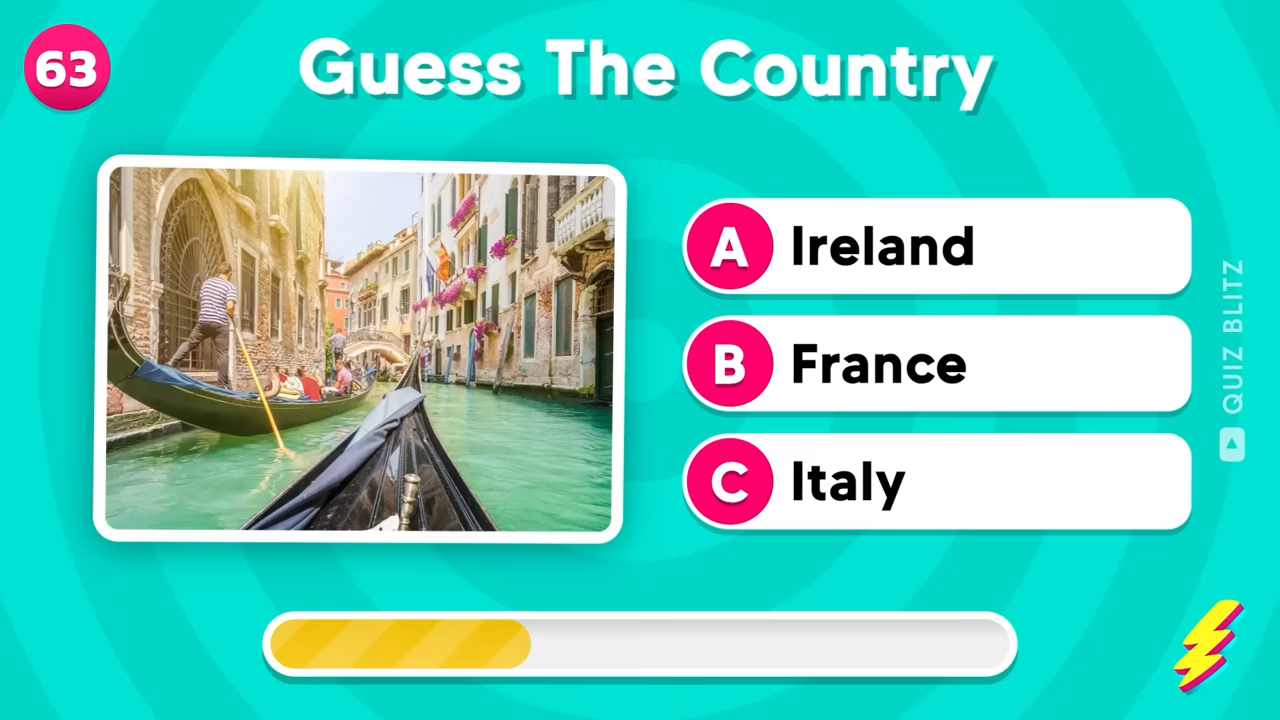 63
Guess The Country
A Ireland
B France
C Italy
QUIZ BLITZ